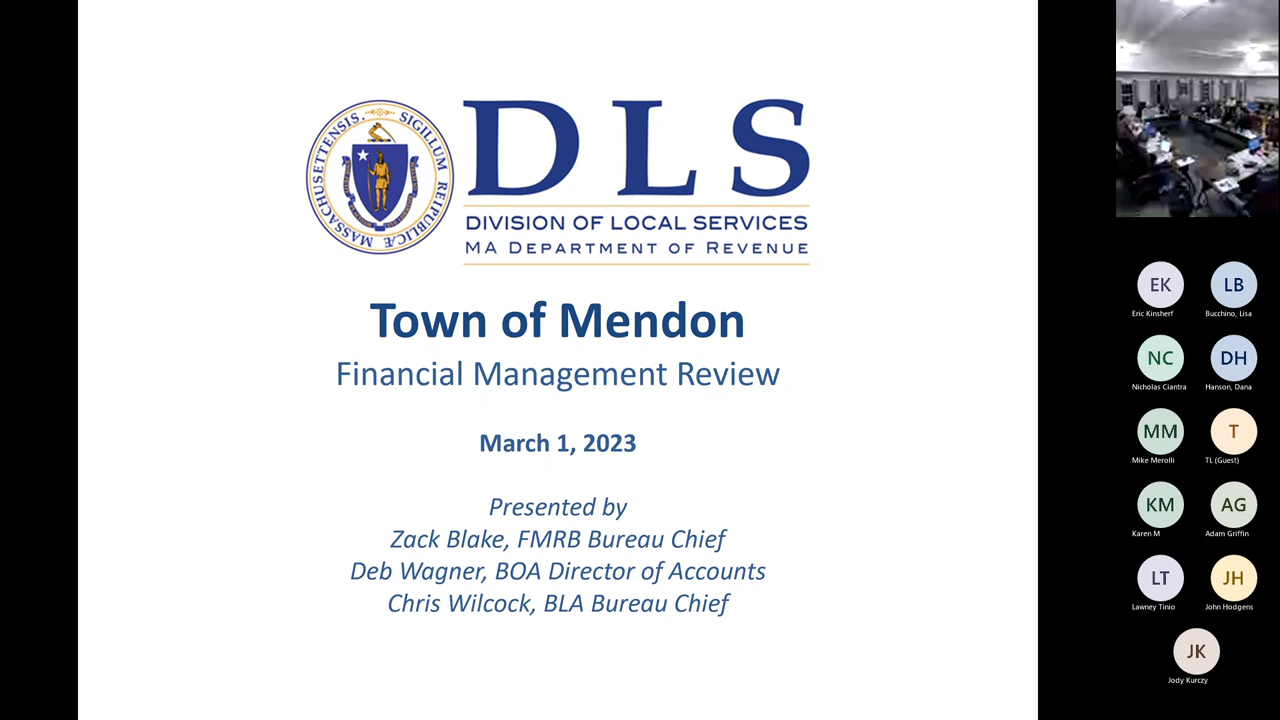 MASSACHUSETTENSIS. SIGILLUM REIPUBLICÆ
DLS
DIVISION OF LOCAL SERVICES
MA DEPARTMENT OF REVENUE
Town of Mendon
Financial Management Review
March 1, 2023
Presented by
Zack Blake, FMRB Bureau Chief
Deb Wagner, BOA Director of Accounts
Chris Wilcock, BLA Bureau Chief
EK LB
Eric Kinsherf Bucchino, Lisa
NC DH
Nicholas Ciantra Hanson, Dana
MM T
Mike Merolli TL (Guest)
KM AG
Karen M Adam Griffin
LT JH
Lawney Tinio John Hodgens
JK
Jody Kurczy